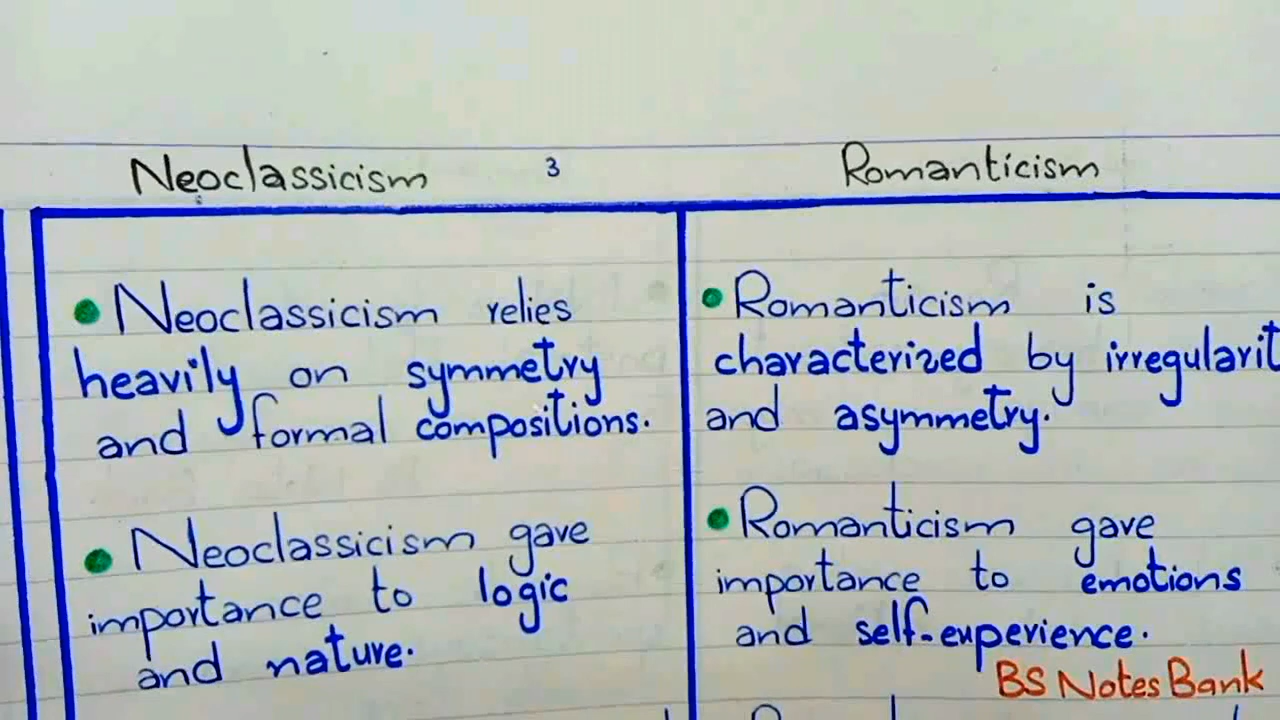 Neoclassicism 3 Romanticism
• Neoclassicism relies
heavily on symmetry
and formal compositions.
• Neoclassicism gave
importance to logic
and nature.
• Romanticism is
characterized by irregularit
and asymmetry.
• Romanticism gave
importance to emotions
and self-experience.
BS Notes Bank